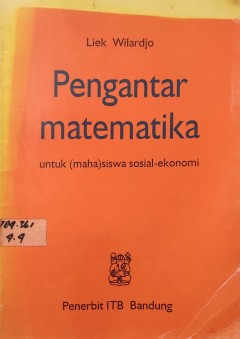 Liek Wilardjo
Pengantar
matematika
untuk (maha)siswa sosial-ekonomi
Penerbit ITB Bandung